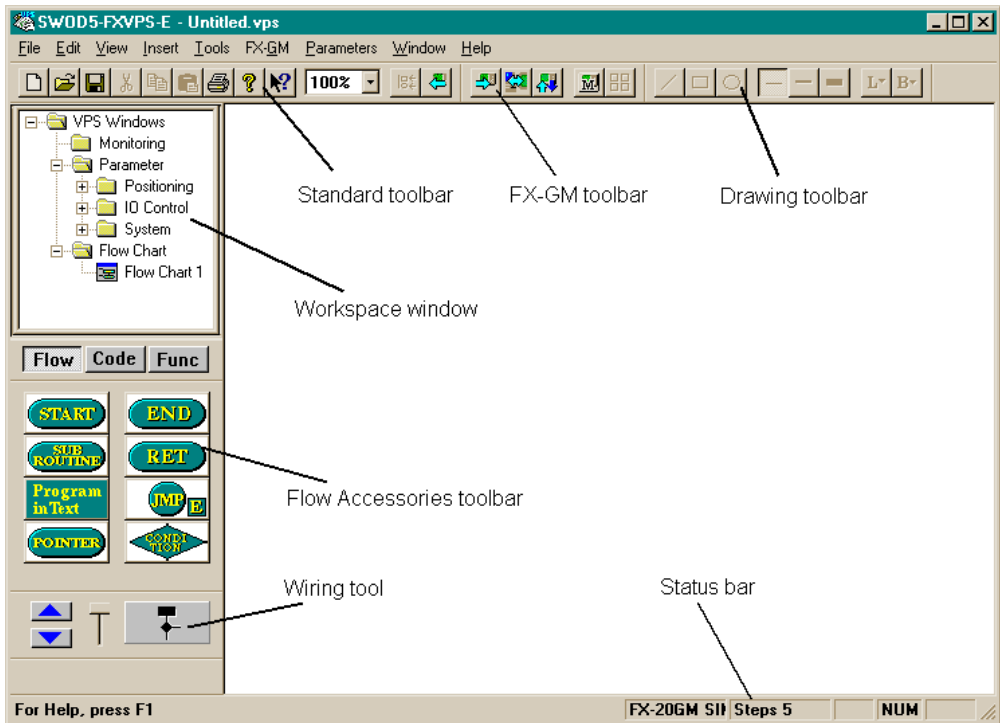 SWOD5-FXVPS-E - Untitled.vps
File Edit View Insert Tools FX-GM Parameters Window Help
100% M L B
VPS Windows
Monitoring
Parameter
Positioning
IO Control
System
Flow Chart
Flow Chart 1
Standard toolbar
FX-GM toolbar
Drawing toolbar
Workspace window
Flow Code Func
START END
SUB
ROUTINE
RET
Program
in Text
JMP E
POINTER
CONDI
TION
Flow Accessories toolbar
Wiring tool
Status bar
For Help, press F1
FX-20GM SIM Steps 5 NUM